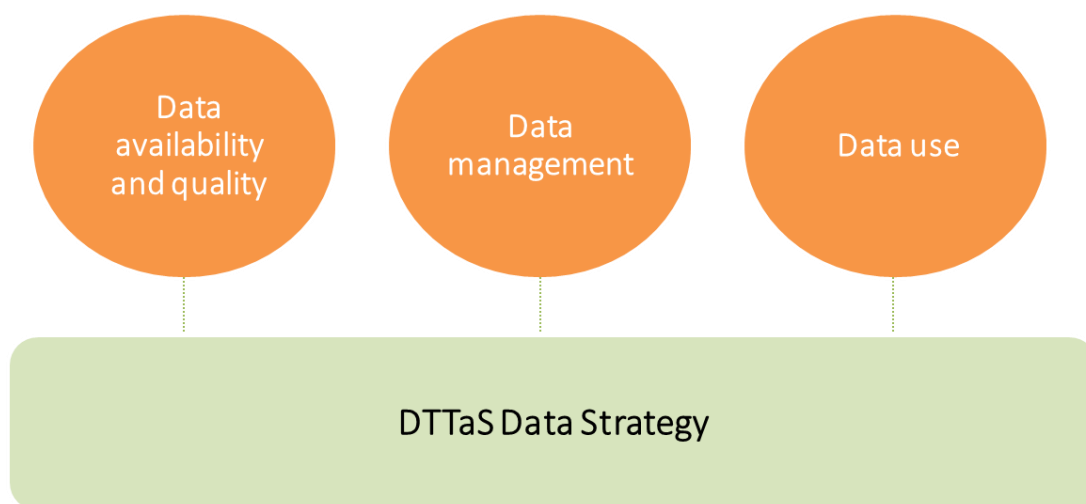 Data
availability
and quality
Data
management
Data use
DTTaS Data Strategy